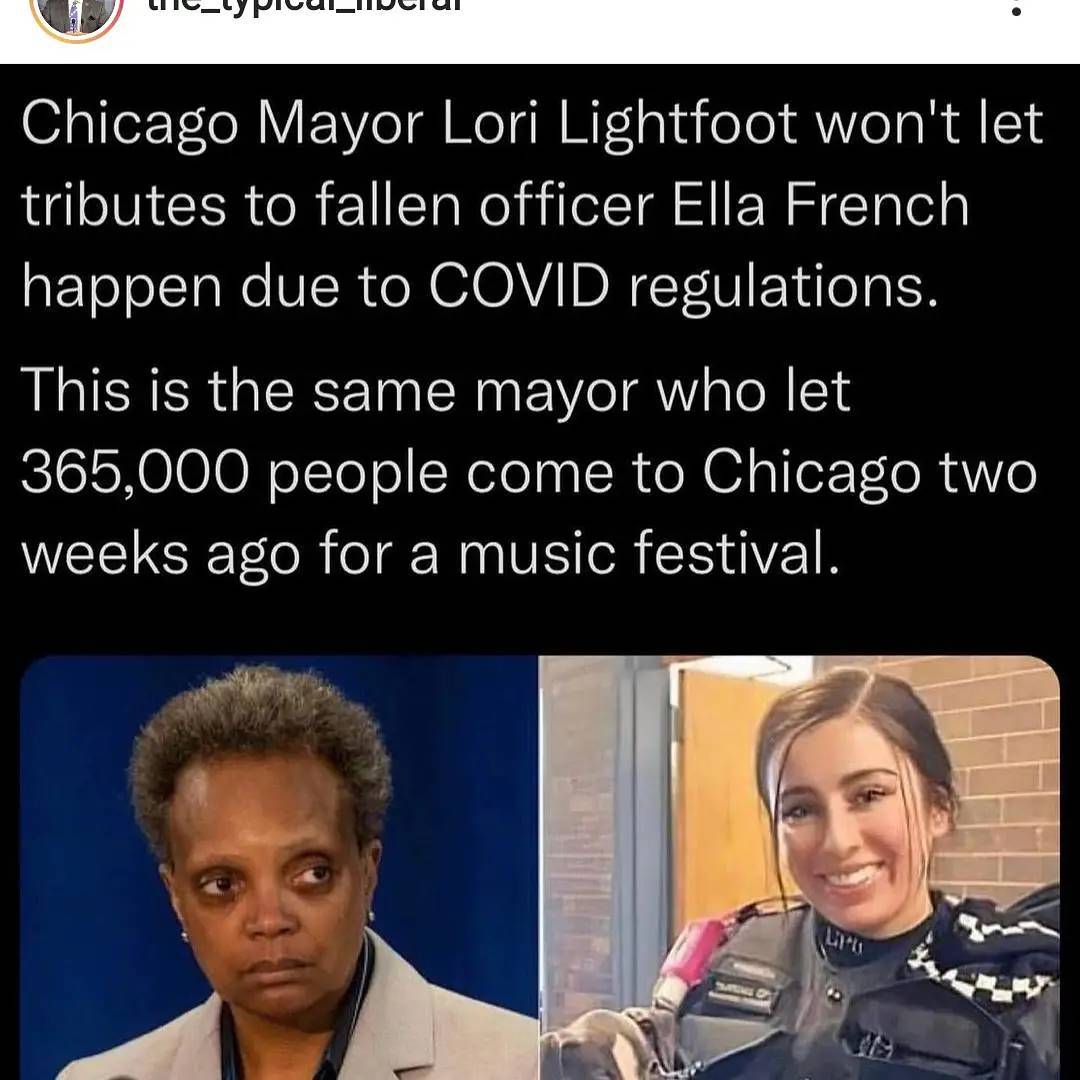 the_typical_liberal
Chicago Mayor Lori Lightfoot won't let
tributes to fallen officer Ella French
happen due to COVID regulations.
This is the same mayor who let
365,000 people come to Chicago two
weeks ago for a music festival.